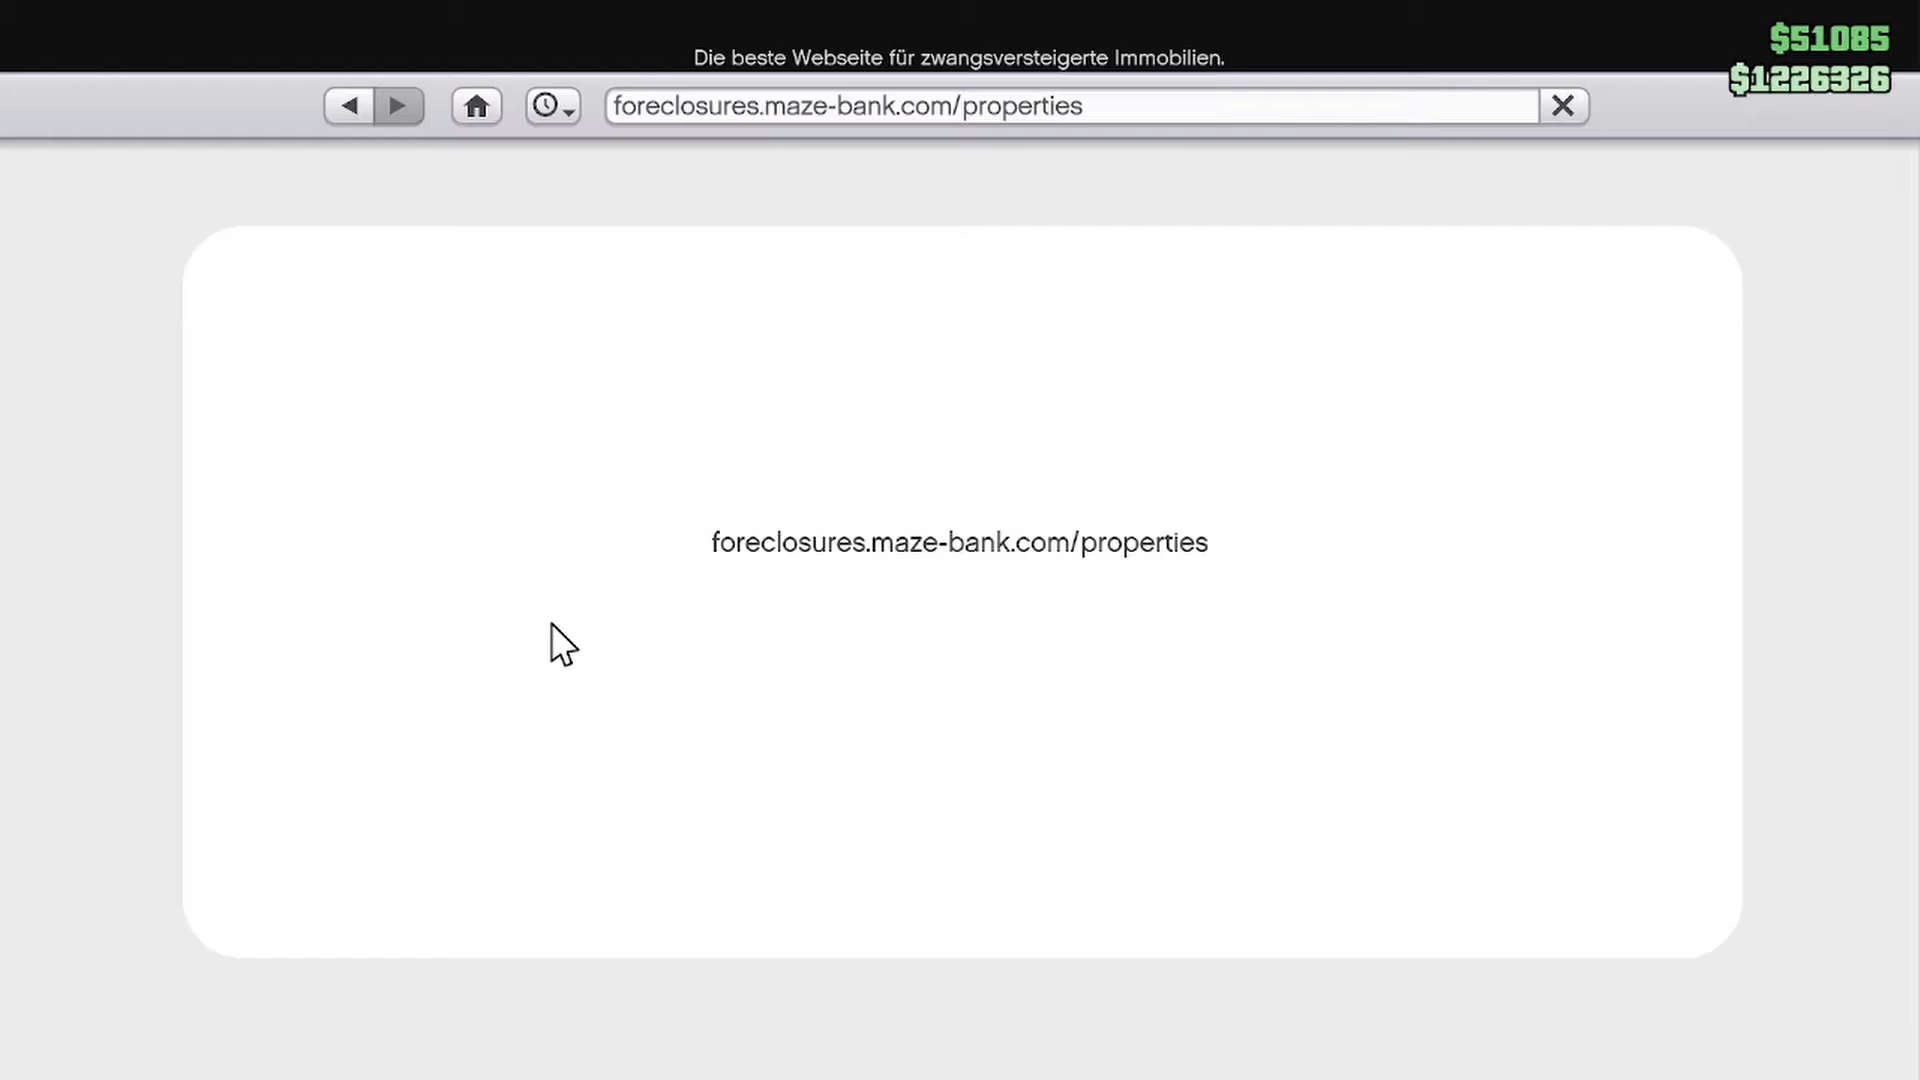 Die beste Webseite für zwangsversteigerte Immobilien.
$51085
$1226326
foreclosures.maze-bank.com/properties
foreclosures.maze-bank.com/properties